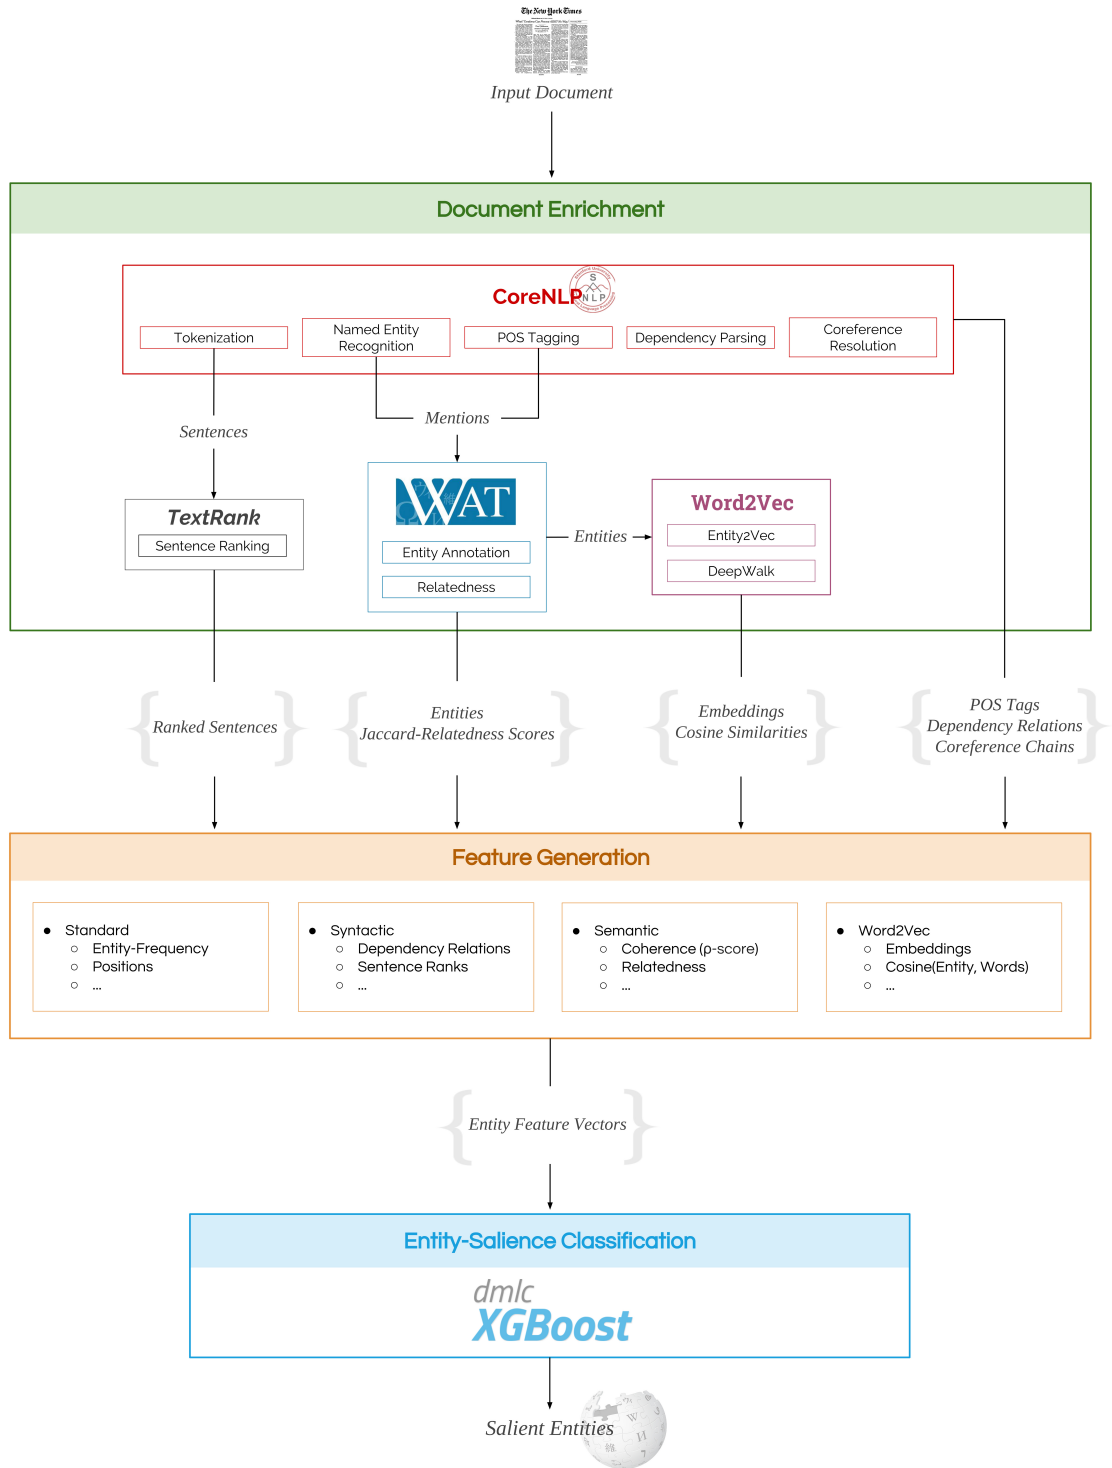 The New York Times
Input Document
Document Enrichment
CoreNLP
S
NLP
Tokenization
Named Entity
Recognition
POS Tagging
Dependency Parsing
Coreference
Resolution
Sentences
Mentions
TextRank
Sentence Ranking
WAT
Entity Annotation
Relatedness
Entities
Word2Vec
Entity2Vec
DeepWalk
{ Ranked Sentences }
{ Entities
Jaccard-Relatedness Scores }
{ Embeddings
Cosine Similarities }
{ POS Tags
Dependency Relations
Coreference Chains }
Feature Generation
● Standard
○ Entity-Frequency
○ Positions
○ ...
● Syntactic
○ Dependency Relations
○ Sentence Ranks
○ ...
● Semantic
○ Coherence (ρ-score)
○ Relatedness
○ ...
● Word2Vec
○ Embeddings
○ Cosine(Entity, Words)
○ ...
{ Entity Feature Vectors }
Entity-Salience Classification
dmlc
XGBoost
Salient Entities